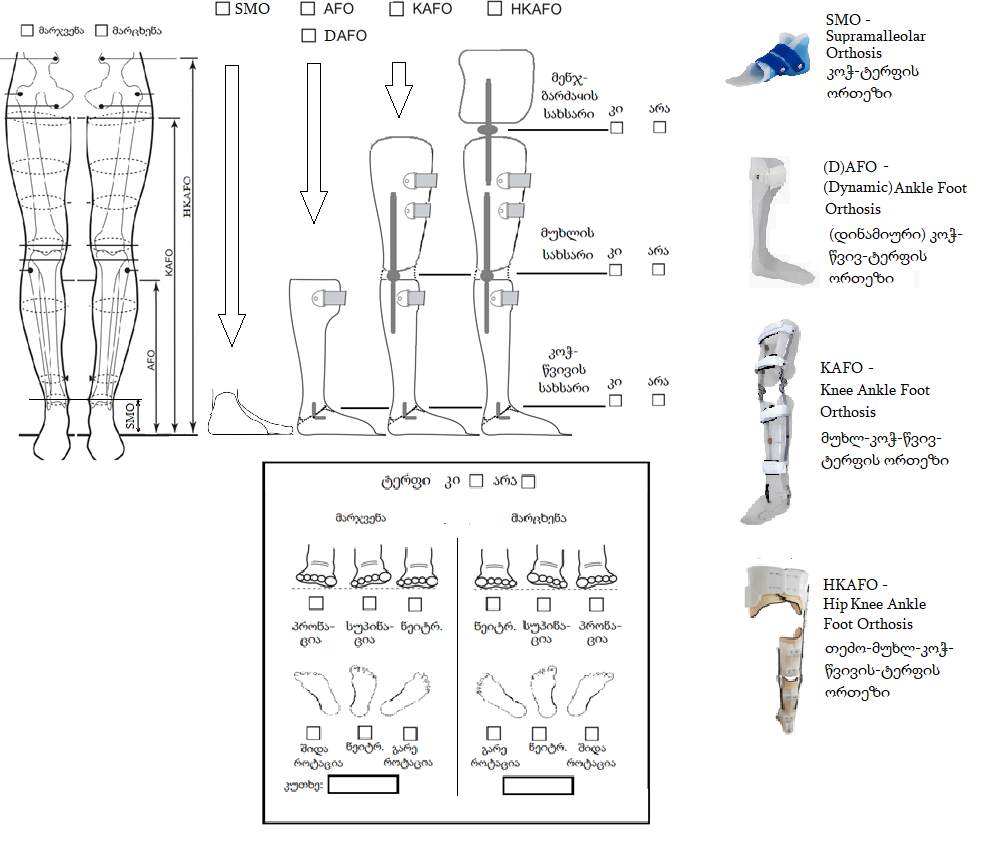 SMO AFO KAFO HKAFO
DAFO
მარჯვენა მარცხენა
HKAFO
KAFO
AFO
SMO
მენჯ-
ბარძაყის
სახსარი
კი არა
მუხლის
სახსარი
კი არა
კოჭ-
წვივის
სახსარი
კი არა
SMO -
Supramalleolar
Orthosis
კოჭ-ტერფის
ორთეზი
(D)AFO -
(Dynamic) Ankle Foot
Orthosis
(დინამიური) კოჭ-
წვივ-ტერფის
ორთეზი
KAFO -
Knee Ankle Foot
Orthosis
მუხლ-კოჭ-წვივ-
ტერფის ორთეზი
HKAFO -
Hip Knee Ankle
Foot Orthosis
თემო-მუხლ-კოჭ-
წვივის-ტერფის
ორთეზი
ტერფი კი არა
მარჯვენა მარცხენა
პრონა-
ცია
სუპინა-
ცია
ნეიტრ.
ნეიტრ.
სუპინა-
ცია
პრონა-
ცია
შიდა
როტაცია
ნეიტრ.
გარე
როტაცია
გარე
როტაცია
ნეიტრ.
შიდა
როტაცია
კუთხე: